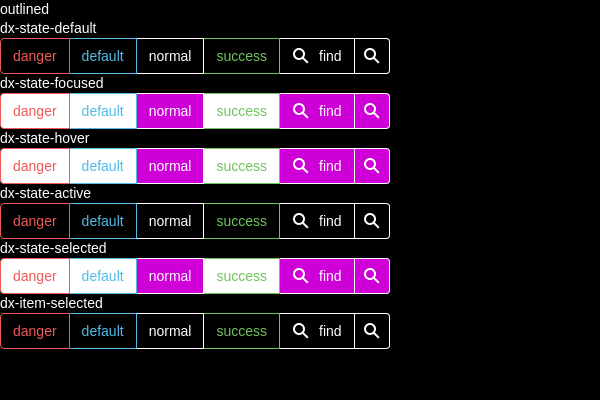 outlined
dx-state-default
danger default normal success find
dx-state-focused
danger default normal success find
dx-state-hover
danger default normal success find
dx-state-active
danger default normal success find
dx-state-selected
danger default normal success find
dx-item-selected
danger default normal success find